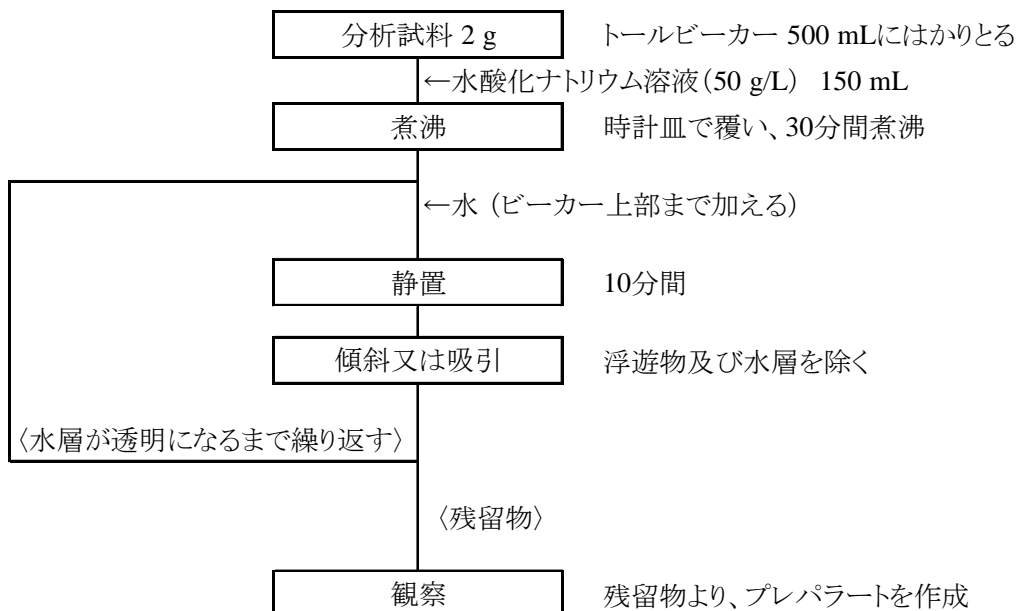 分析試料 2 g トールビーカー 500 mLにはかりとる
←水酸化ナトリウム溶液(50 g/L) 150 mL
煮沸 時計皿で覆い、30分間煮沸
←水 (ビーカー上部まで加える)
静置 10分間
傾斜又は吸引 浮遊物及び水層を除く
〈水層が透明になるまで繰り返す〉
〈残留物〉
観察 残留物より、プレパラートを作成